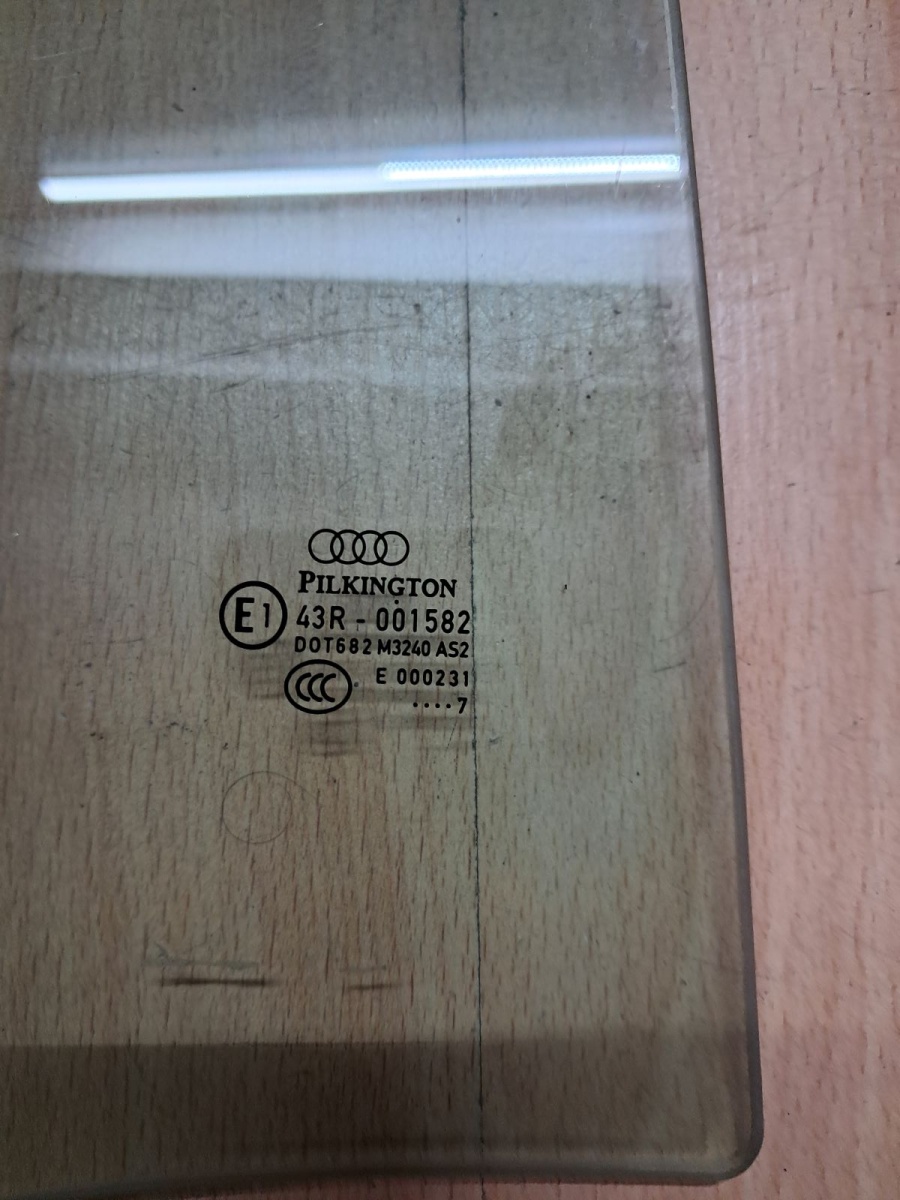 PILKINGTON
E1 43R - 001582
DOT682 M3240 AS2
CCC E 000231
....7